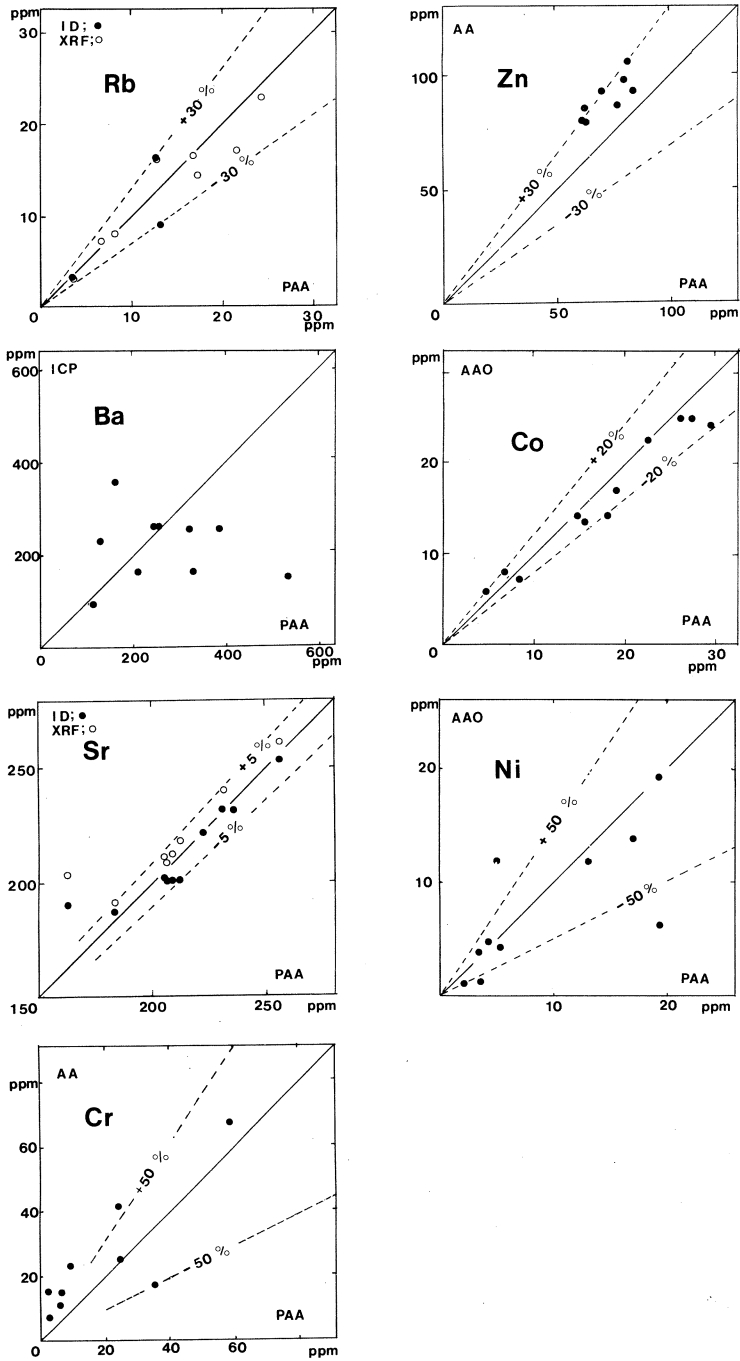 ppm
30
20
10
0
ID; ●
XRF; ○
Rb
+30 %
-30 %
PAA
10
20
30
ppm
ppm
100
50
0
AA
Zn
+30 %
-30 %
PAA
50
100
ppm
ppm
600
400
200
0
ICP
Ba
PAA
200
400
600
ppm
ppm
20
10
0
AAO
Co
+20 %
-20 %
PAA
10
20
30
ppm
ppm
250
200
150
ID; ●
XRF; ○
Sr
+5 %
-5 %
PAA
200
250
ppm
ppm
20
10
0
AAO
Ni
+50 %
-50 %
PAA
10
20
ppm
ppm
60
40
20
0
AA
Cr
+50 %
-50 %
PAA
20
40
60
ppm